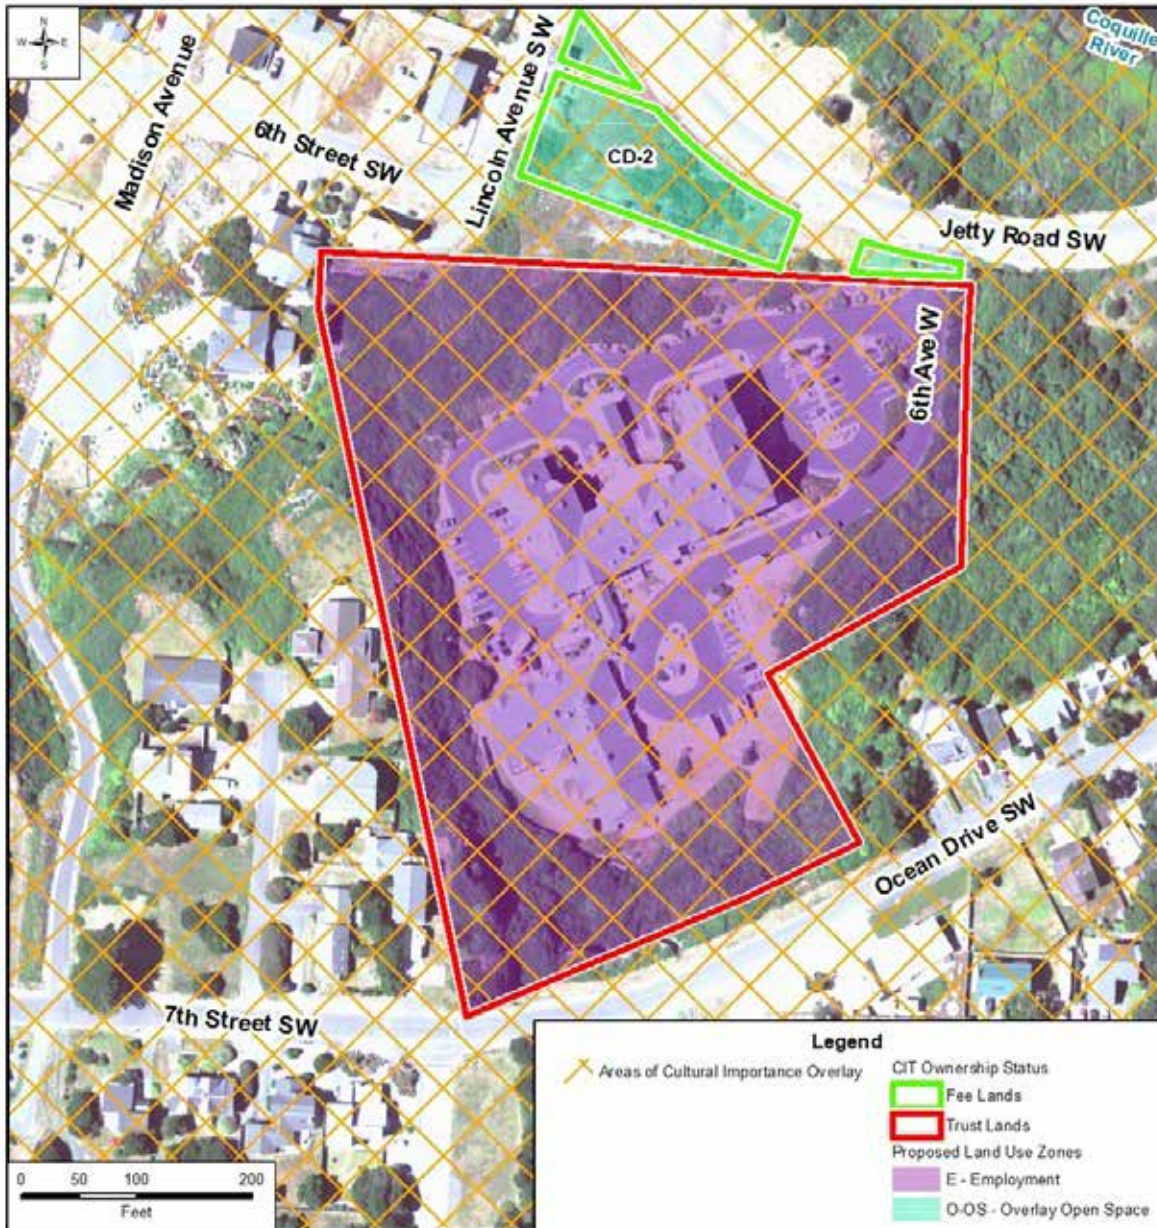 N
W E
S
Coquille
River
Madison Avenue
6th Street SW
Lincoln Avenue SW
CD-2
Jetty Road SW
6th Ave W
Ocean Drive SW
7th Street SW
Legend
Areas of Cultural Importance Overlay
CIT Ownership Status
Fee Lands
Trust Lands
Proposed Land Use Zones
E - Employment
O-OS - Overlay Open Space
0 50 100 200
Feet